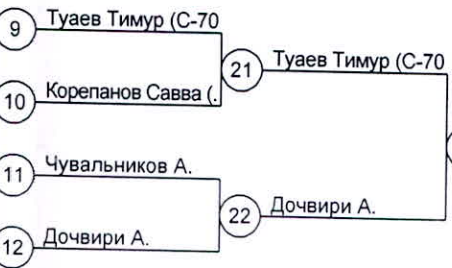 9 Туаев Тимур (С-70
21 Туаев Тимур (С-70
10 Корепанов Савва (.
11 Чувальников А.
22 Дочвири А.
12 Дочвири А.